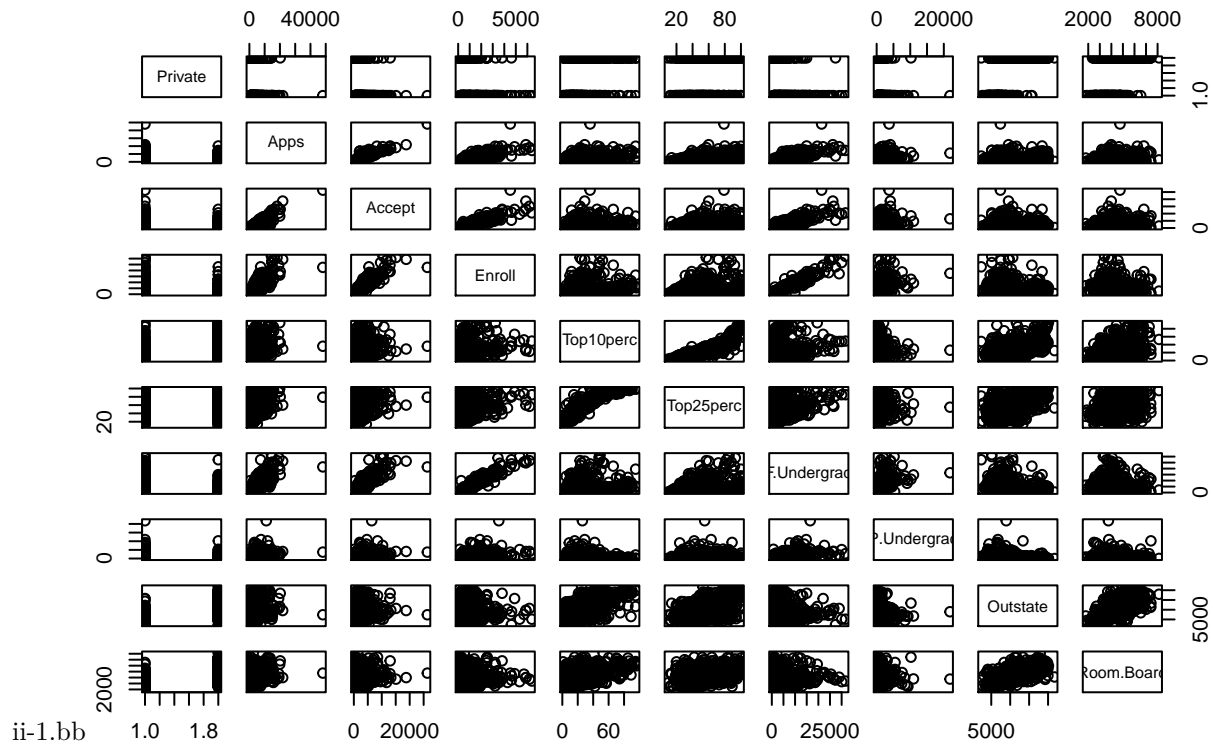 0 40000 0 5000 20 80 0 20000 2000 8000
Private
1.0
Apps
0
Accept
0
Enroll
0
Top10perc
0
Top25perc
20
F.Undergrad
0
P.Undergrad
0
Outstate
5000
Room.Board
2000
ii-1.bb 1.0 1.8 0 20000 0 60 0 25000 5000